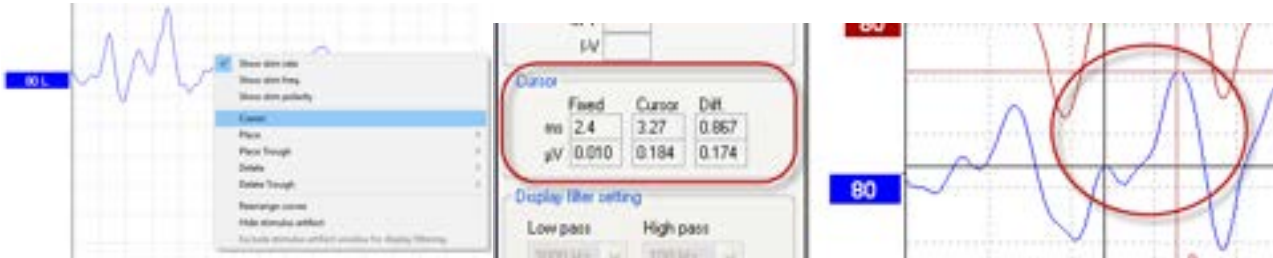 80 L
Show stim rate
Show stim freq.
Show stim polarity
Cursor
Place
Place Trough
Delete
Delete Trough
Rearrange curves
Hide stimulus artifact
Exclude stimulus artifact window for display filtering
I-V
Cursor
Fixed Cursor Diff.
ms 2.4 3.27 0.867
µV 0.010 0.184 0.174
Display filter setting
Low pass High pass
80
80